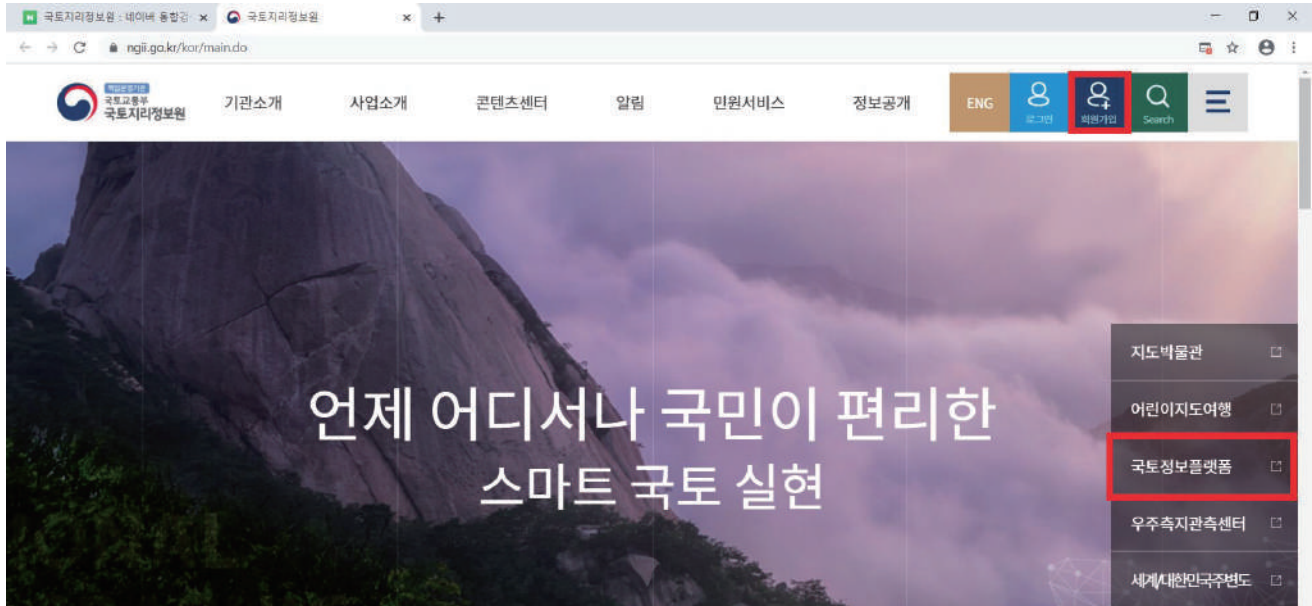 국토지리정보원 : 네이버 통합검
국토지리정보원
ngii.go.kr/kor/main.do
책임운영기관
국토교통부
국토지리정보원
기관소개
사업소개
콘텐츠센터
알림
민원서비스
정보공개
ENG
로그인
회원가입
Search
언제 어디서나 국민이 편리한
스마트 국토 실현
지도박물관
어린이지도여행
국토정보플랫폼
우주측지관측센터
세계/대한민국주변도